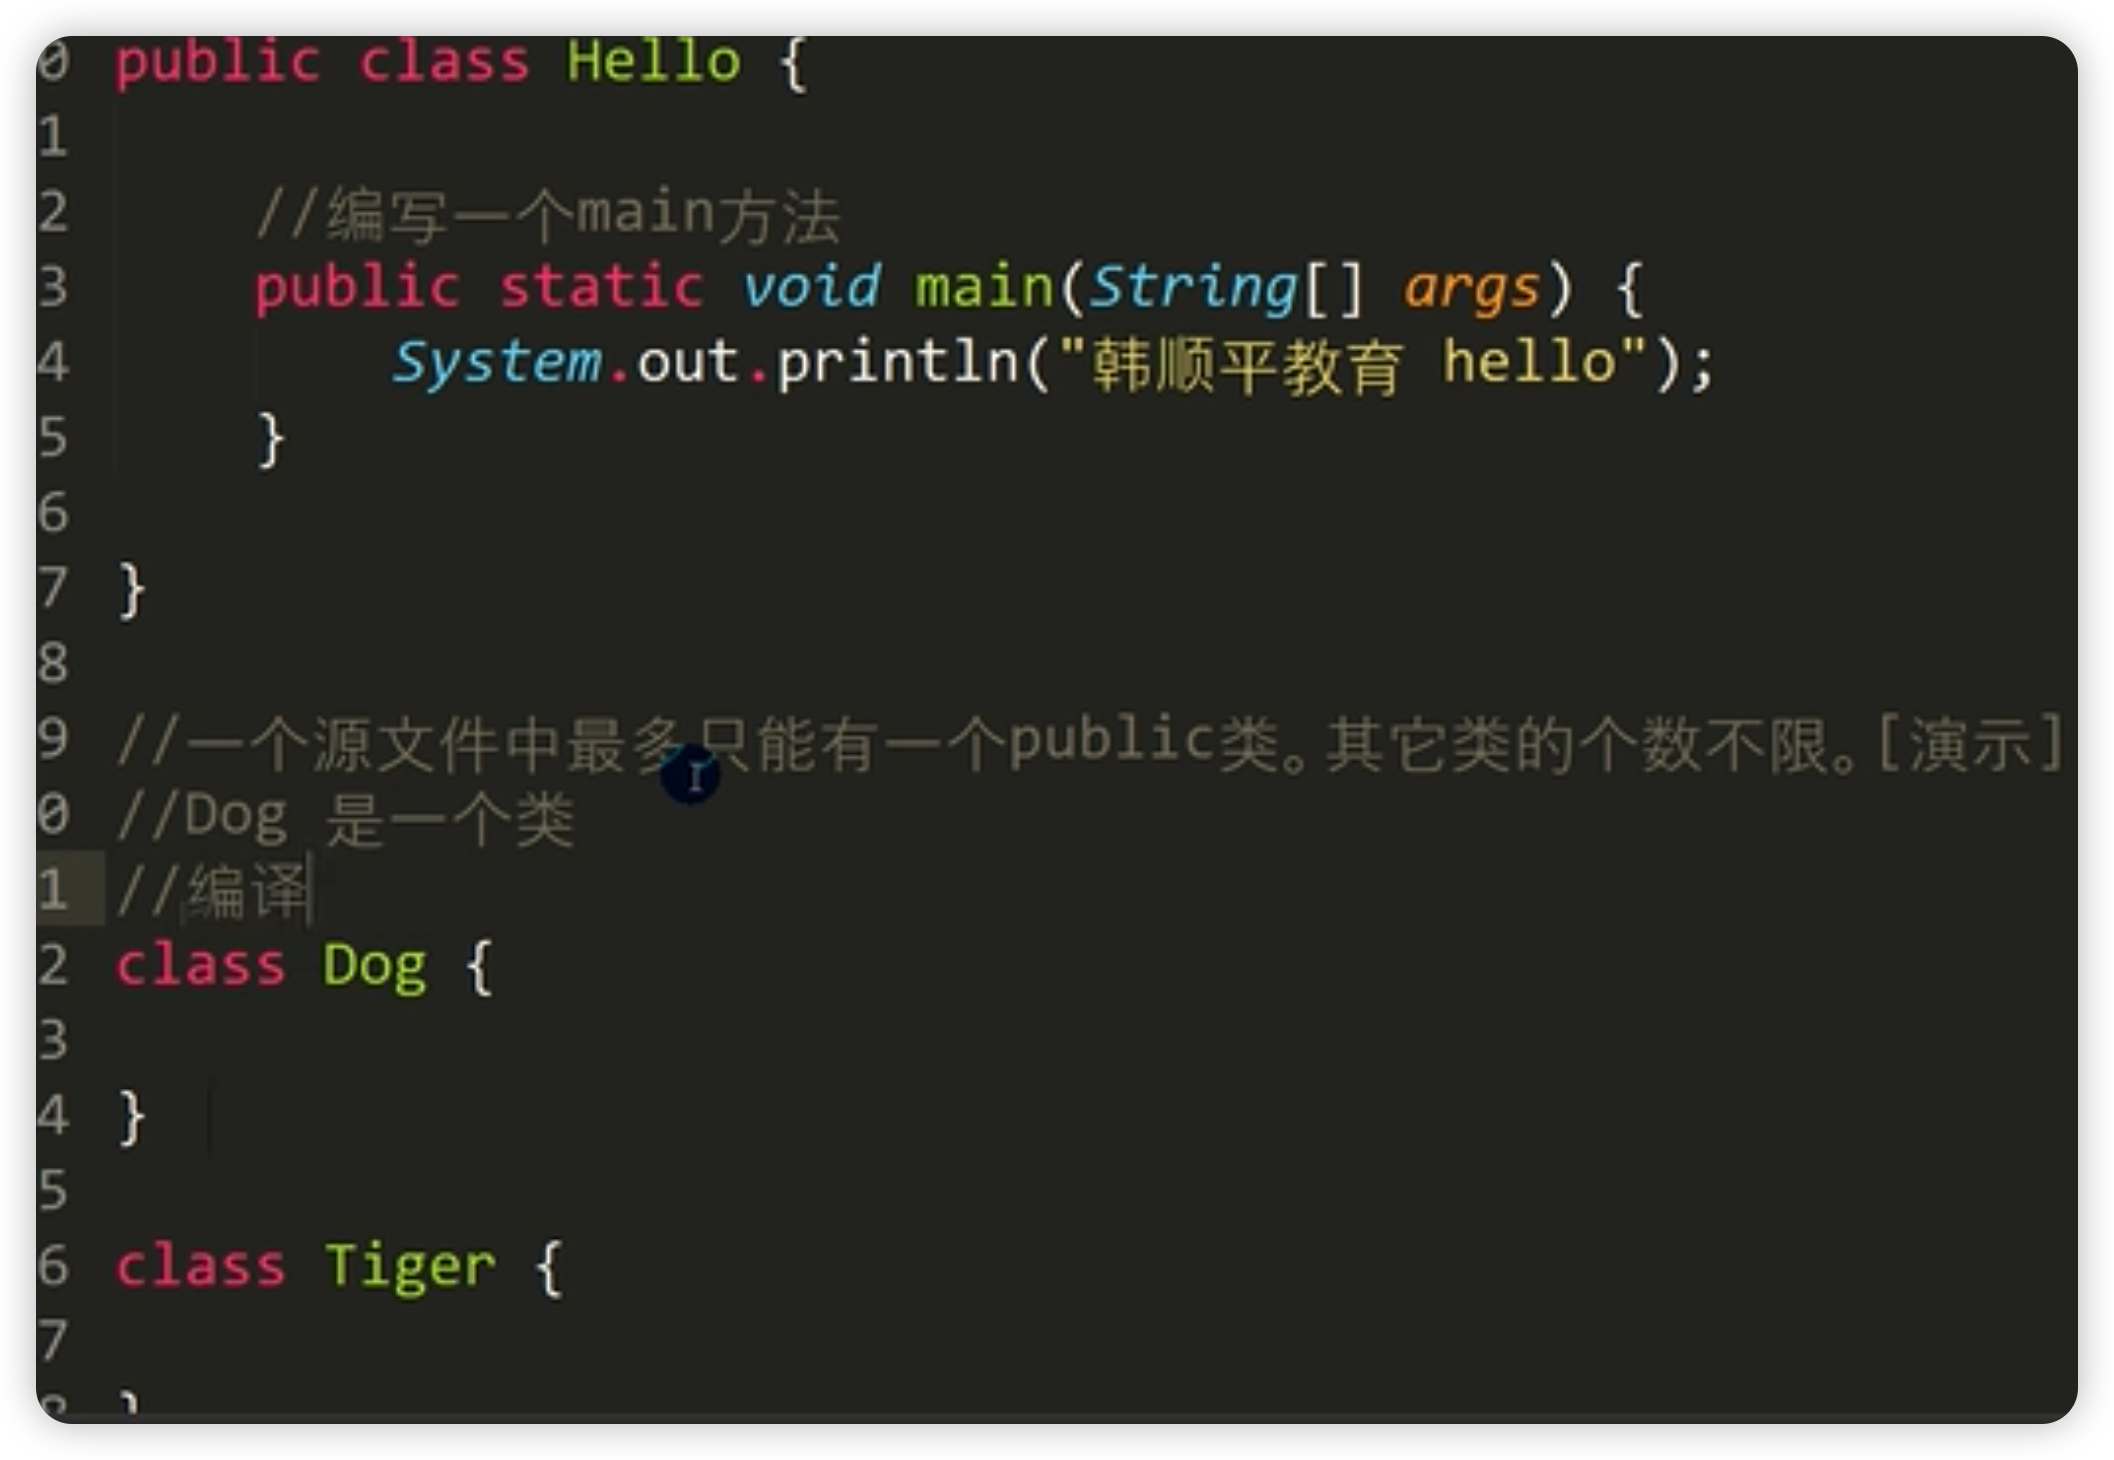 0 public class Hello {
1
2 //编写一个main方法
3 public static void main(String[] args) {
4 System.out.println("韩顺平教育 hello");
5 }
6
7 }
8
9 //一个源文件中最多只能有一个public类。其它类的个数不限。[演示]
0 //Dog 是一个类
1 //编译
2 class Dog {
3
4 }
5
6 class Tiger {
7
8 }